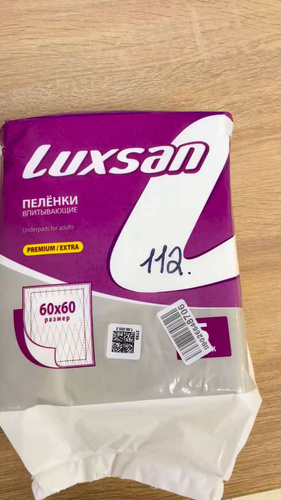 Luxsan
ПЕЛЁНКИ
ВПИТЫВАЮЩИЕ
Underpads for adults
PREMIUM/EXTRA
112.
60x60
размер